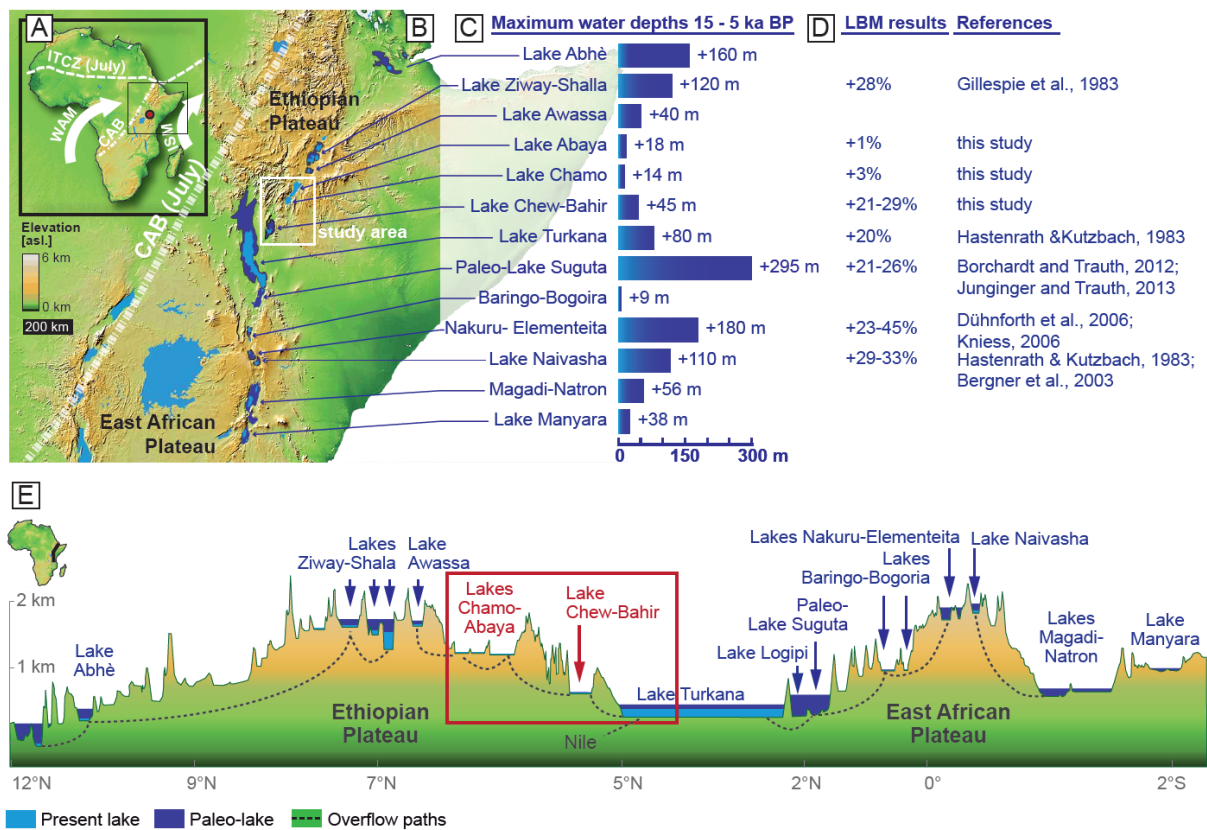 A
B
C
Maximum water depths 15 - 5 ka BP
D
LBM results
References
ITCZ (July)
WAM
CAB
ISM
CAB (July)
Ethiopian
Plateau
study area
East African
Plateau
Elevation
[asl.]
6 km
0 km
200 km
Lake Abhè
+160 m
Lake Ziway-Shalla
+120 m
+28%
Gillespie et al., 1983
Lake Awassa
+40 m
Lake Abaya
+18 m
+1%
this study
Lake Chamo
+14 m
+3%
this study
Lake Chew-Bahir
+45 m
+21-29%
this study
Lake Turkana
+80 m
+20%
Hastenrath &Kutzbach, 1983
Paleo-Lake Suguta
+295 m
+21-26%
Borchardt and Trauth, 2012;
Junginger and Trauth, 2013
Baringo-Bogoira
+9 m
Nakuru- Elementeita
+180 m
+23-45%
Dühnforth et al., 2006;
Kniess, 2006
Lake Naivasha
+110 m
+29-33%
Hastenrath & Kutzbach, 1983;
Bergner et al., 2003
Magadi-Natron
+56 m
Lake Manyara
+38 m
0
150
300 m
E
2 km
1 km
Lake
Abhè
Lakes
Ziway-Shala
Lake
Awassa
Lakes
Chamo-
Abaya
Lake
Chew-Bahir
Lake Turkana
Nile
Lake Logipi
Paleo-
Lake Suguta
Lakes
Baringo-Bogoria
Lakes Nakuru-Elementeita
Lake Naivasha
Lakes
Magadi-
Natron
Lake
Manyara
Ethiopian
Plateau
East African
Plateau
12°N
9°N
7°N
5°N
2°N
0°
2°S
Present lake
Paleo-lake
Overflow paths